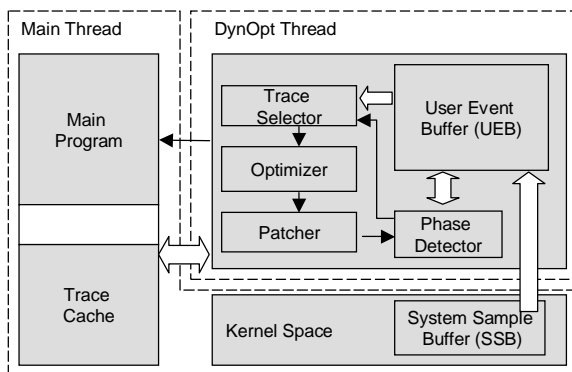 Main Thread
DynOpt Thread
Main
Program
Trace
Selector
User Event
Buffer (UEB)
Optimizer
Patcher
Phase
Detector
Trace
Cache
Kernel Space
System Sample
Buffer (SSB)